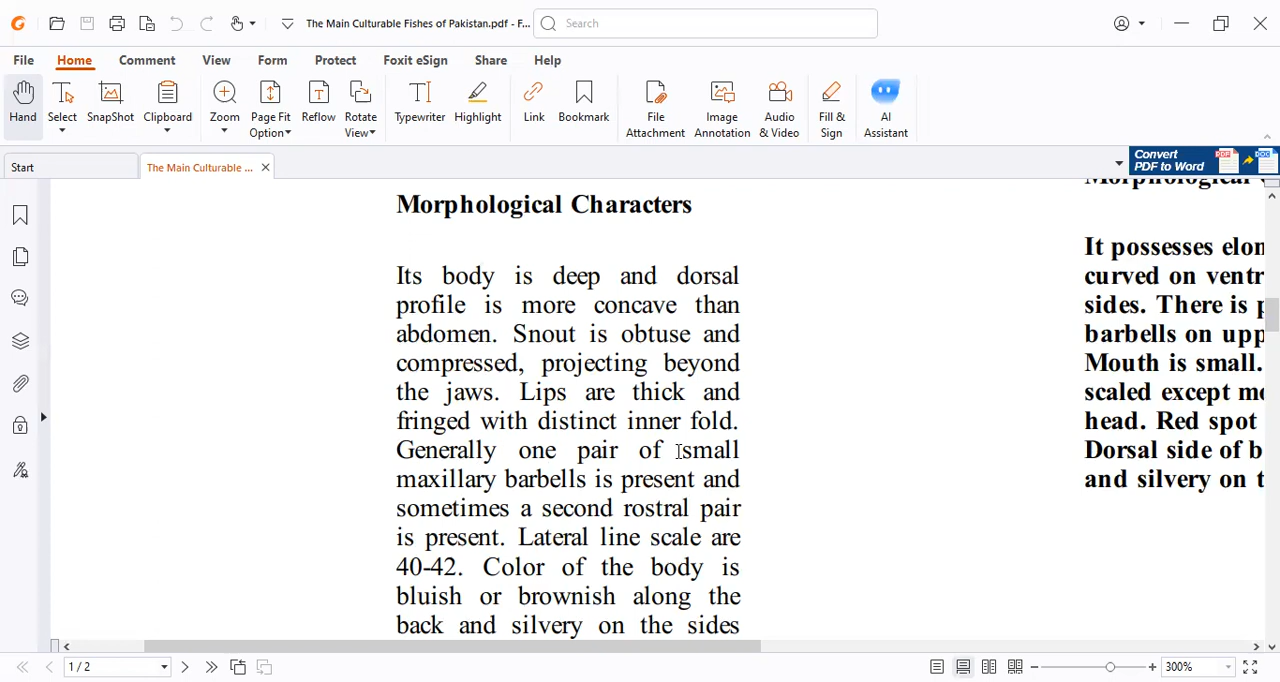 The Main Culturable Fishes of Pakistan.pdf - F...
Search
File Home Comment View Form Protect Foxit eSign Share Help
Hand
Select
SnapShot
Clipboard
Zoom
Page Fit
Option
Reflow
Rotate
View
Typewriter
Highlight
Link
Bookmark
File
Attachment
Image
Annotation
Audio
& Video
Fill &
Sign
AI
Assistant
Start
The Main Culturable ...
Convert
PDF to Word
Morphological Characters
Its body is deep and dorsal
profile is more concave than
abdomen. Snout is obtuse and
compressed, projecting beyond
the jaws. Lips are thick and
fringed with distinct inner fold.
Generally one pair of small
maxillary barbells is present and
sometimes a second rostral pair
is present. Lateral line scale are
40-42. Color of the body is
bluish or brownish along the
back and silvery on the sides
Morphological
It possesses elon
curved on ventr
sides. There is p
barbells on upp
Mouth is small.
scaled except mo
head. Red spot
Dorsal side of b
and silvery on t
1 / 2
300%